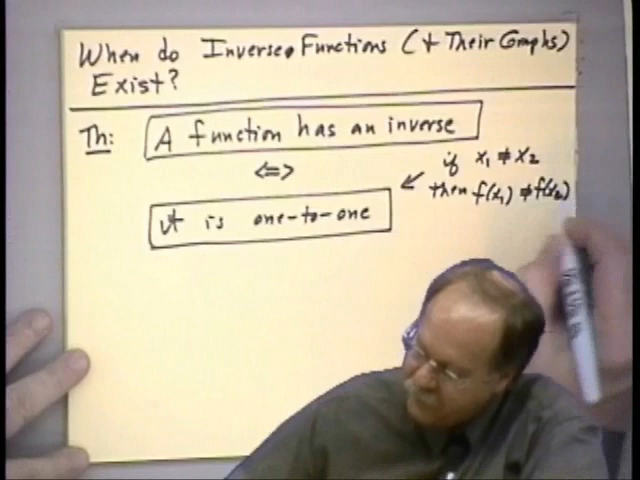 When do Inverse Functions (+ Their Graphs)
Exist?
Th: A function has an inverse
<=>
it is one-to-one
if x₁ ≠ x₂
then f(x₁) ≠ f(x₂)